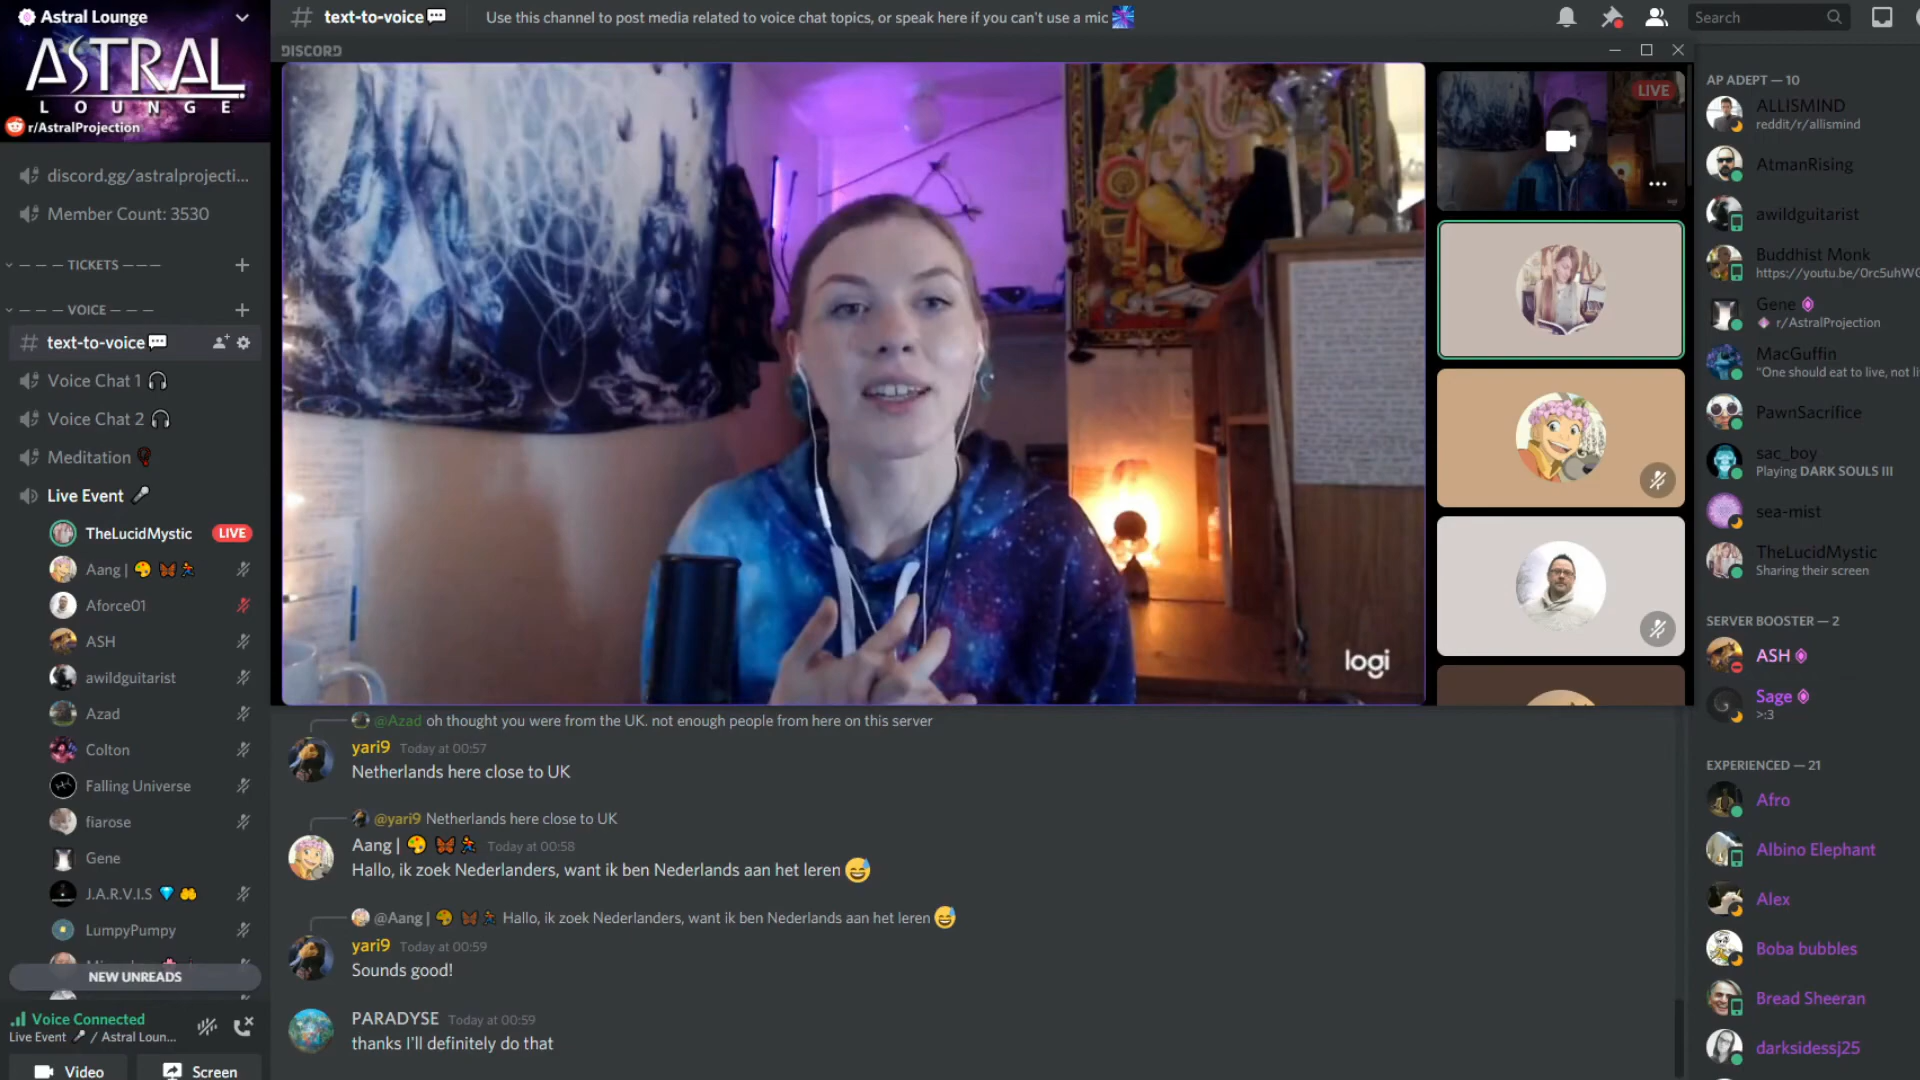 Astral Lounge
ASTRAL
LOUNGE
r/AstralProjection
discord.gg/astralprojecti...
Member Count: 3530
— — — TICKETS — — —
— — — VOICE — — —
text-to-voice
Voice Chat 1
Voice Chat 2
Meditation
Live Event
TheLucidMystic LIVE
Aang |
Aforce01
ASH
awildguitarist
Azad
Colton
Falling Universe
fiarose
Gene
J.A.R.V.I.S
LumpyPumpy
NEW UNREADS
Voice Connected
Live Event / Astral Loun...
Video Screen
text-to-voice Use this channel to post media related to voice chat topics, or speak here if you can't use a mic
Search
DISCORD
LIVE
logi
@Azad oh thought you were from the UK. not enough people from here on this server
yari9 Today at 00:57
Netherlands here close to UK
@yari9 Netherlands here close to UK
Aang | Today at 00:58
Hallo, ik zoek Nederlanders, want ik ben Nederlands aan het leren
@Aang | Hallo, ik zoek Nederlanders, want ik ben Nederlands aan het leren
yari9 Today at 00:59
Sounds good!
PARADYSE Today at 00:59
thanks I'll definitely do that
AP ADEPT — 10
ALLISMIND
reddit/r/allismind
AtmanRising
awildguitarist
Buddhist Monk
https://youtu.be/0rc5uhW
Gene
r/AstralProjection
MacGuffin
"One should eat to live, not li
PawnSacrifice
sac_boy
Playing DARK SOULS III
sea-mist
TheLucidMystic
Sharing their screen
SERVER BOOSTER — 2
ASH
Sage
>:3
EXPERIENCED — 21
Afro
Albino Elephant
Alex
Boba bubbles
Bread Sheeran
darksidessj25